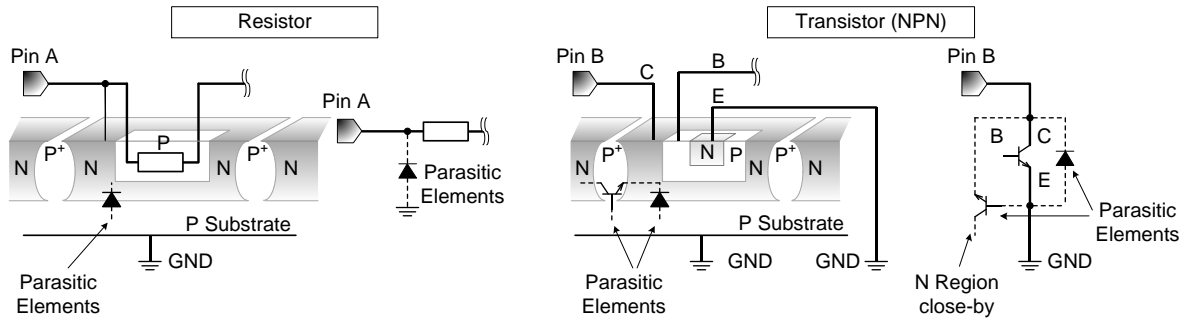 Resistor
Transistor (NPN)
Pin A
Pin B
Pin B
C
B
E
Pin A
N
P+
N
P
P+
N
N
P+
N
N
P
P+
N
B
C
E
Parasitic
Elements
P Substrate
GND
Parasitic
Elements
P Substrate
GND
GND
Parasitic
Elements
Parasitic
Elements
GND
N Region
close-by